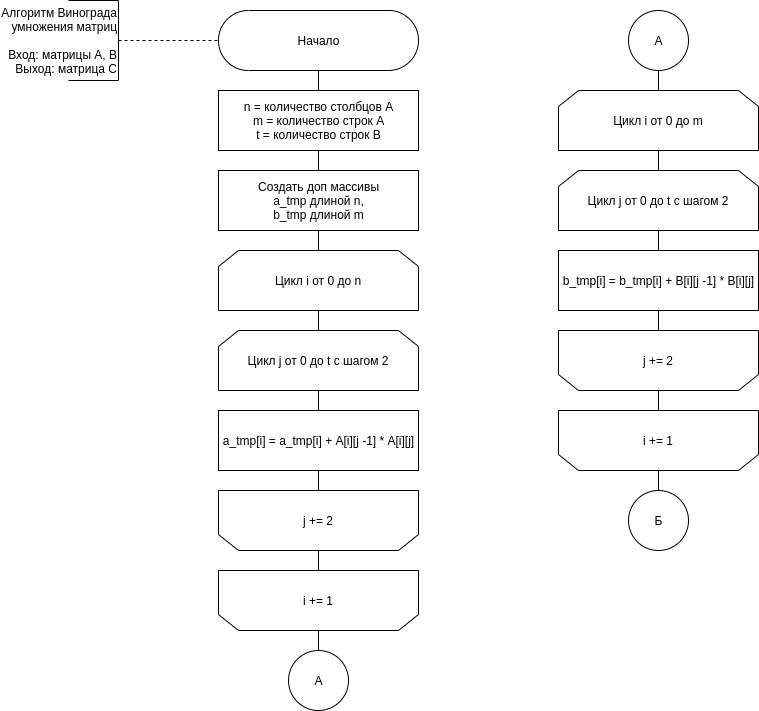 Алгоритм Винограда
умножения матриц
Вход: матрицы A, B
Выход: матрица C
Начало
n = количество столбцов A
m = количество строк A
t = количество строк B
Создать доп массивы
a_tmp длиной n,
b_tmp длиной m
Цикл i от 0 до n
Цикл j от 0 до t с шагом 2
a_tmp[i] = a_tmp[i] + A[i][j -1] * A[i][j]
j += 2
i += 1
А
А
Цикл i от 0 до m
Цикл j от 0 до t с шагом 2
b_tmp[i] = b_tmp[i] + B[i][j -1] * B[i][j]
j += 2
i += 1
Б